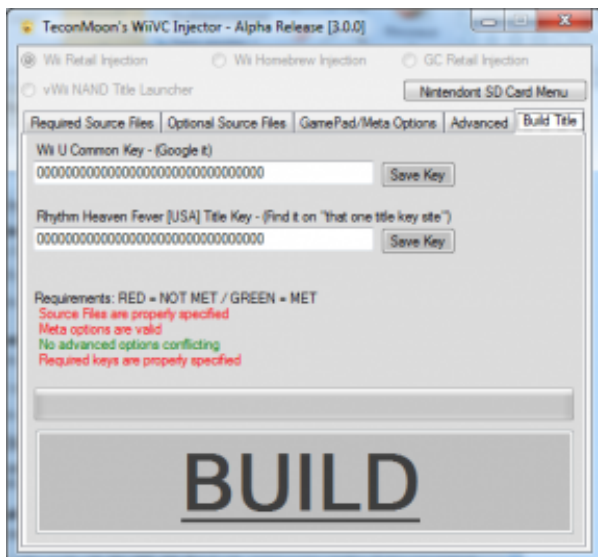 TeconMoon's WiiVC Injector - Alpha Release [3.0.0]
Wii Retail Injection Wii Homebrew Injection GC Retail Injection
vWii NAND Title Launcher Nintendont SD Card Menu
Required Source Files Optional Source Files GamePad/Meta Options Advanced Build Title
Wii U Common Key - (Google it)
00000000000000000000000000000000 Save Key
Rhythm Heaven Fever [USA] Title Key - (Find it on "that one title key site")
00000000000000000000000000000000 Save Key
Requirements: RED = NOT MET / GREEN = MET
Source Files are properly specified
Meta options are valid
No advanced options conflicting
Required keys are properly specified
BUILD